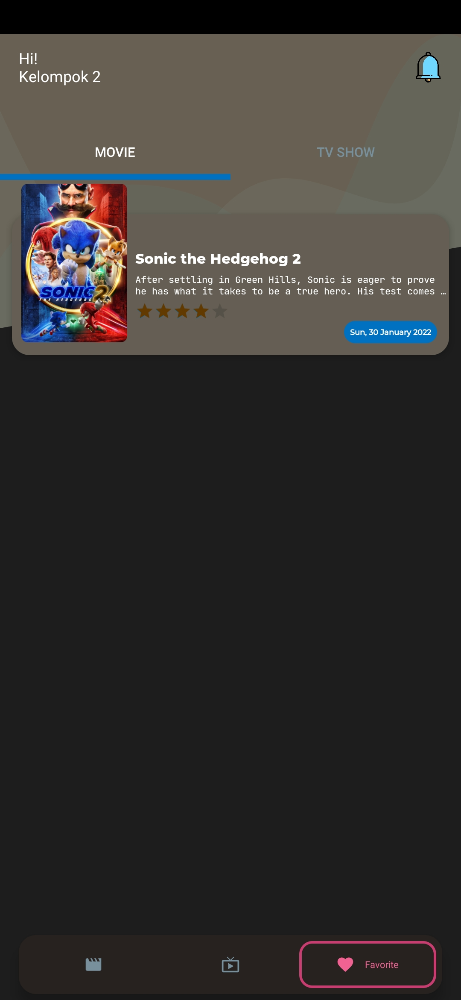 Hi!
Kelompok 2
MOVIE
TV SHOW
SONIC 2
THE HEDGEHOG
Sonic the Hedgehog 2
After settling in Green Hills, Sonic is eager to prove
he has what it takes to be a true hero. His test comes …
Sun, 30 January 2022
Favorite